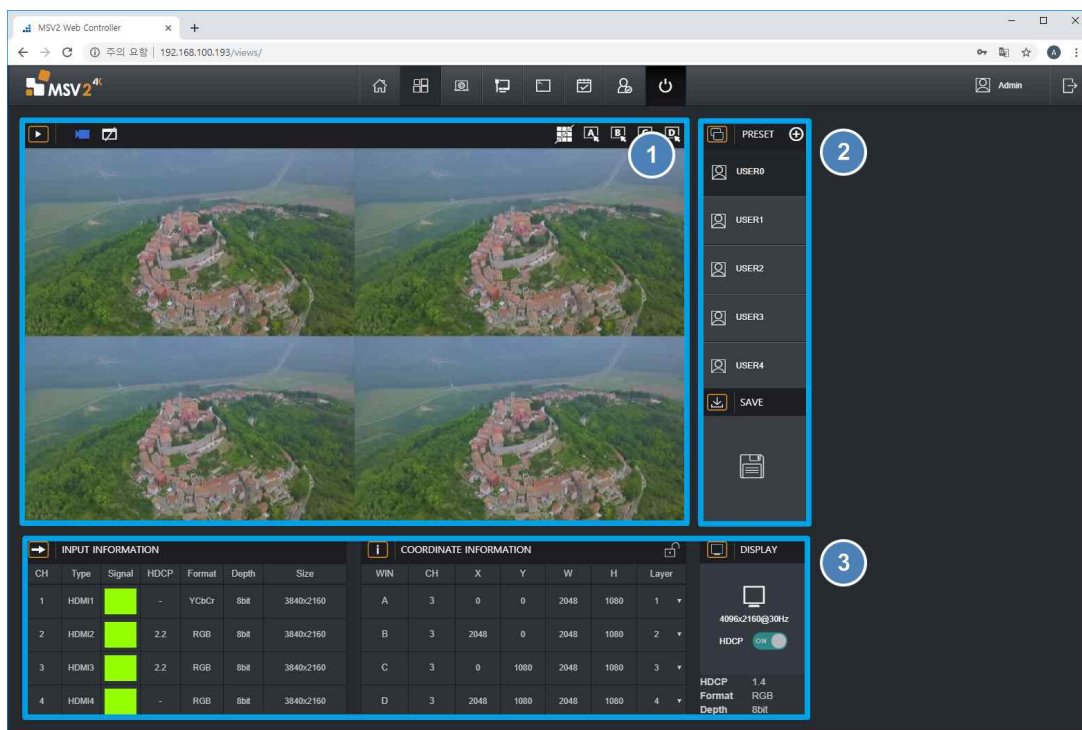 MSV2 Web Controller
주의 요함 | 192.168.100.193/views/
A
MSV2 4K
Admin
A B D
1
PRESET
2
USER0
USER1
USER2
USER3
USER4
SAVE
INPUT INFORMATION
CH Type Signal HDCP Format Depth Size
1 HDMI1 - YCbCr 8bit 3840x2160
2 HDMI2 2.2 RGB 8bit 3840x2160
3 HDMI3 2.2 RGB 8bit 3840x2160
4 HDMI4 - RGB 8bit 3840x2160
i COORDINATE INFORMATION
WIN CH X Y W H Layer
A 3 0 0 2048 1080 1
B 3 2048 0 2048 1080 2
C 3 0 1080 2048 1080 3
D 3 2048 1080 2048 1080 4
DISPLAY
3
4096x2160@30Hz
HDCP ON
HDCP 1.4
Format RGB
Depth 8bit